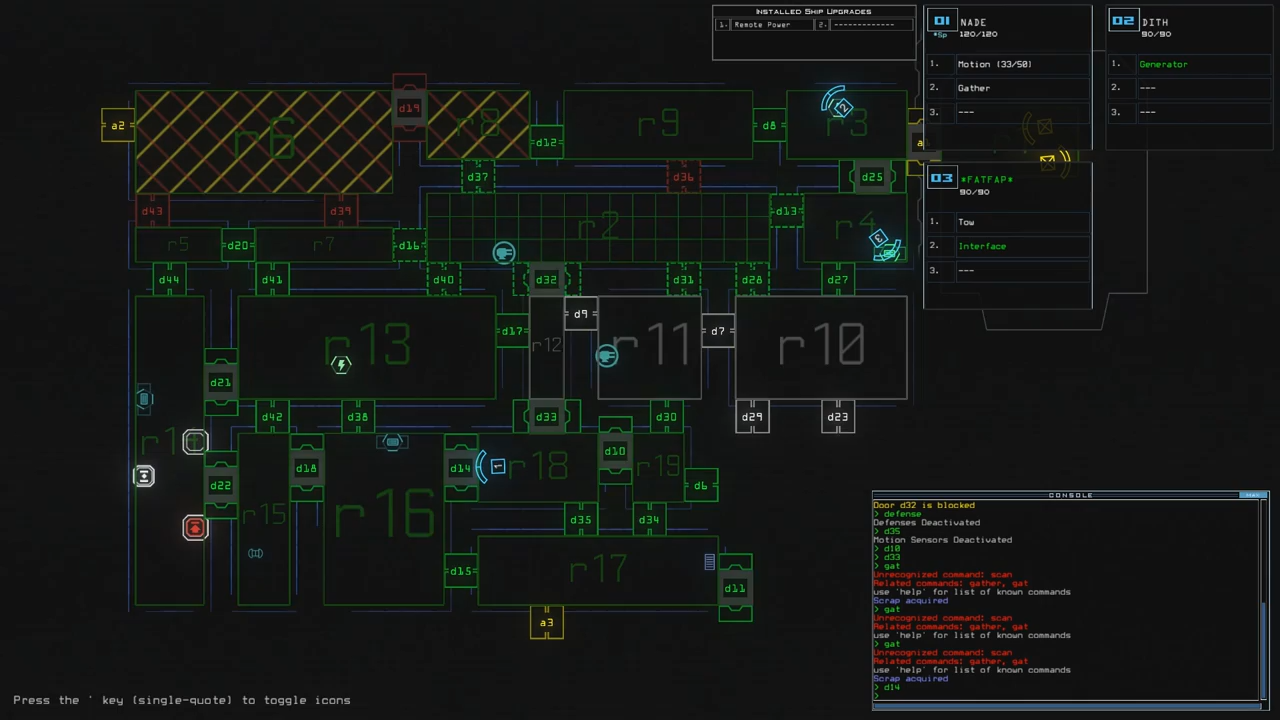 Installed Ship Upgrades
1. Remote Power 2. -------------
01 NADE
*Sp 120/120
1. Motion (33/50)
2. Gather
3. ---
02 DITH
90/90
1. Generator
2. ---
3. ---
03 *FATFAP*
90/90
1. Tow
2. Interface
3. ---
d19
a2 r6 r8 d12 r9 d8 r3 2
d37 d36 d25
d43 d39 d13
r5 d20 r7 d16 r2 r4 3
d44 d41 d40 d32 d31 d28 d27
d9
r13 d17 r12 r11 d7 r10
d21
d42 d38 d33 d30 d29 d23
d18 d14 1 r18 d10 r19
d22 d6
r15 r16 d35 d34
d15 r17 d11
a3
CONSOLE
Door d32 is blocked
> defense
Defenses Deactivated
> d35
Motion Sensors Deactivated
> d10
> d33
> gat
Unrecognized command: scan
Related commands: gather, gat
use 'help' for list of known commands
Scrap acquired
> gat
Unrecognized command: scan
Related commands: gather, gat
use 'help' for list of known commands
> gat
Unrecognized command: scan
Related commands: gather, gat
use 'help' for list of known commands
Scrap acquired
> d14
>
Press the ' key (single-quote) to toggle icons